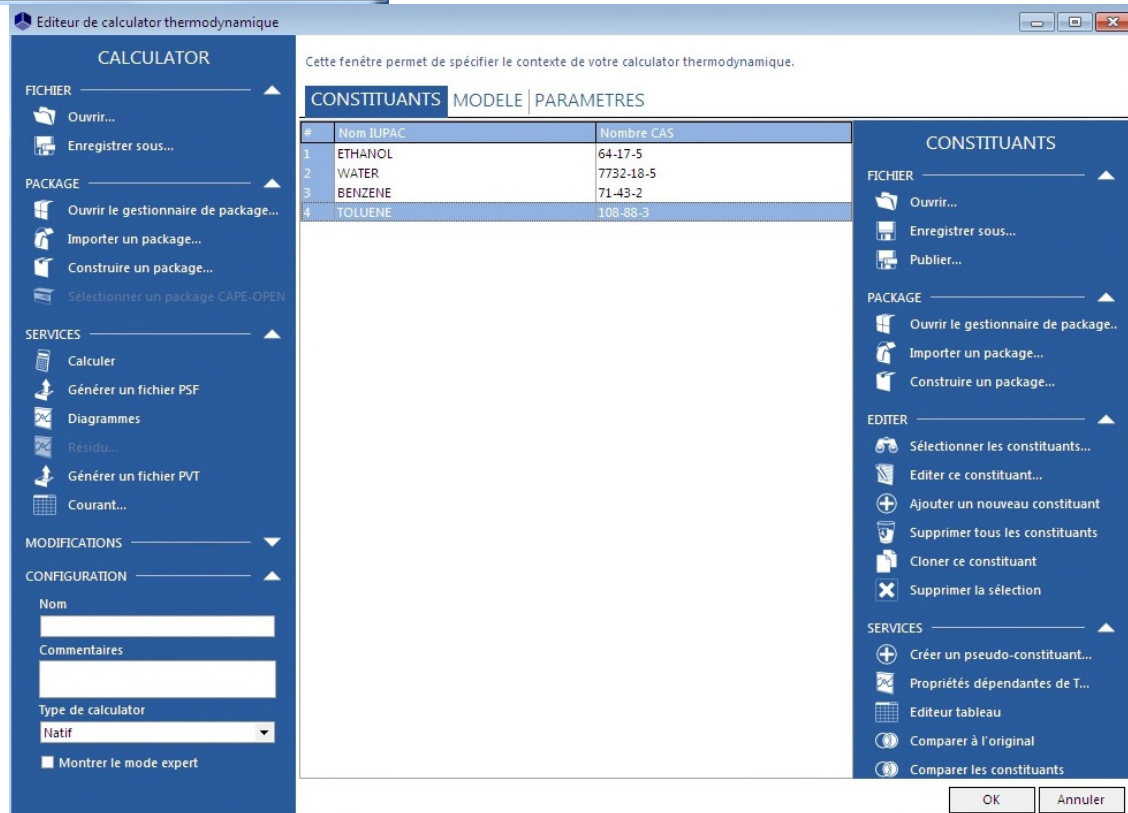 Editeur de calculator thermodynamique
CALCULATOR
FICHIER
Ouvrir...
Enregistrer sous...
PACKAGE
Ouvrir le gestionnaire de package...
Importer un package...
Construire un package...
Sélectionner un package CAPE-OPEN
SERVICES
Calculer
Générer un fichier PSF
Diagrammes
Résidu...
Générer un fichier PVT
Courant...
MODIFICATIONS
CONFIGURATION
Nom
Commentaires
Type de calculator
Natif
Montrer le mode expert
Cette fenêtre permet de spécifier le contexte de votre calculator thermodynamique.
CONSTITUANTS MODELE PARAMETRES
# Nom IUPAC Nombre CAS
1 ETHANOL 64-17-5
2 WATER 7732-18-5
3 BENZENE 71-43-2
4 TOLUENE 108-88-3
CONSTITUANTS
FICHIER
Ouvrir...
Enregistrer sous...
Publier...
PACKAGE
Ouvrir le gestionnaire de package..
Importer un package...
Construire un package...
EDITER
Sélectionner les constituants...
Editer ce constituant...
Ajouter un nouveau constituant
Supprimer tous les constituants
Cloner ce constituant
Supprimer la sélection
SERVICES
Créer un pseudo-constituant...
Propriétés dépendantes de T...
Editeur tableau
Comparer à l'original
Comparer les constituants
OK Annuler